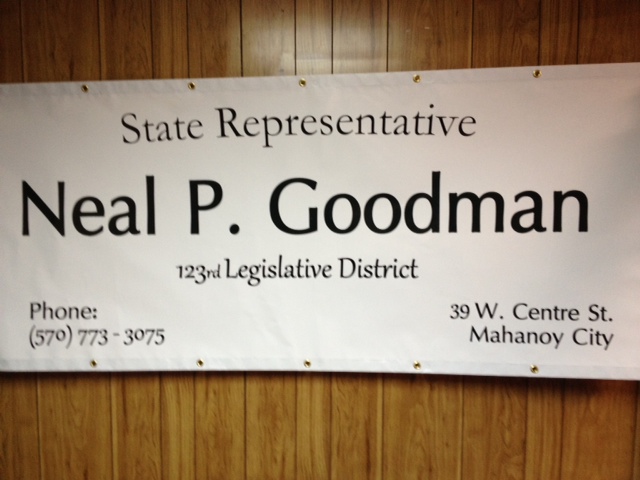 State Representative
Neal P. Goodman
123rd Legislative District
Phone:
(570) 773-3075
39 W. Centre St.
Mahanoy City